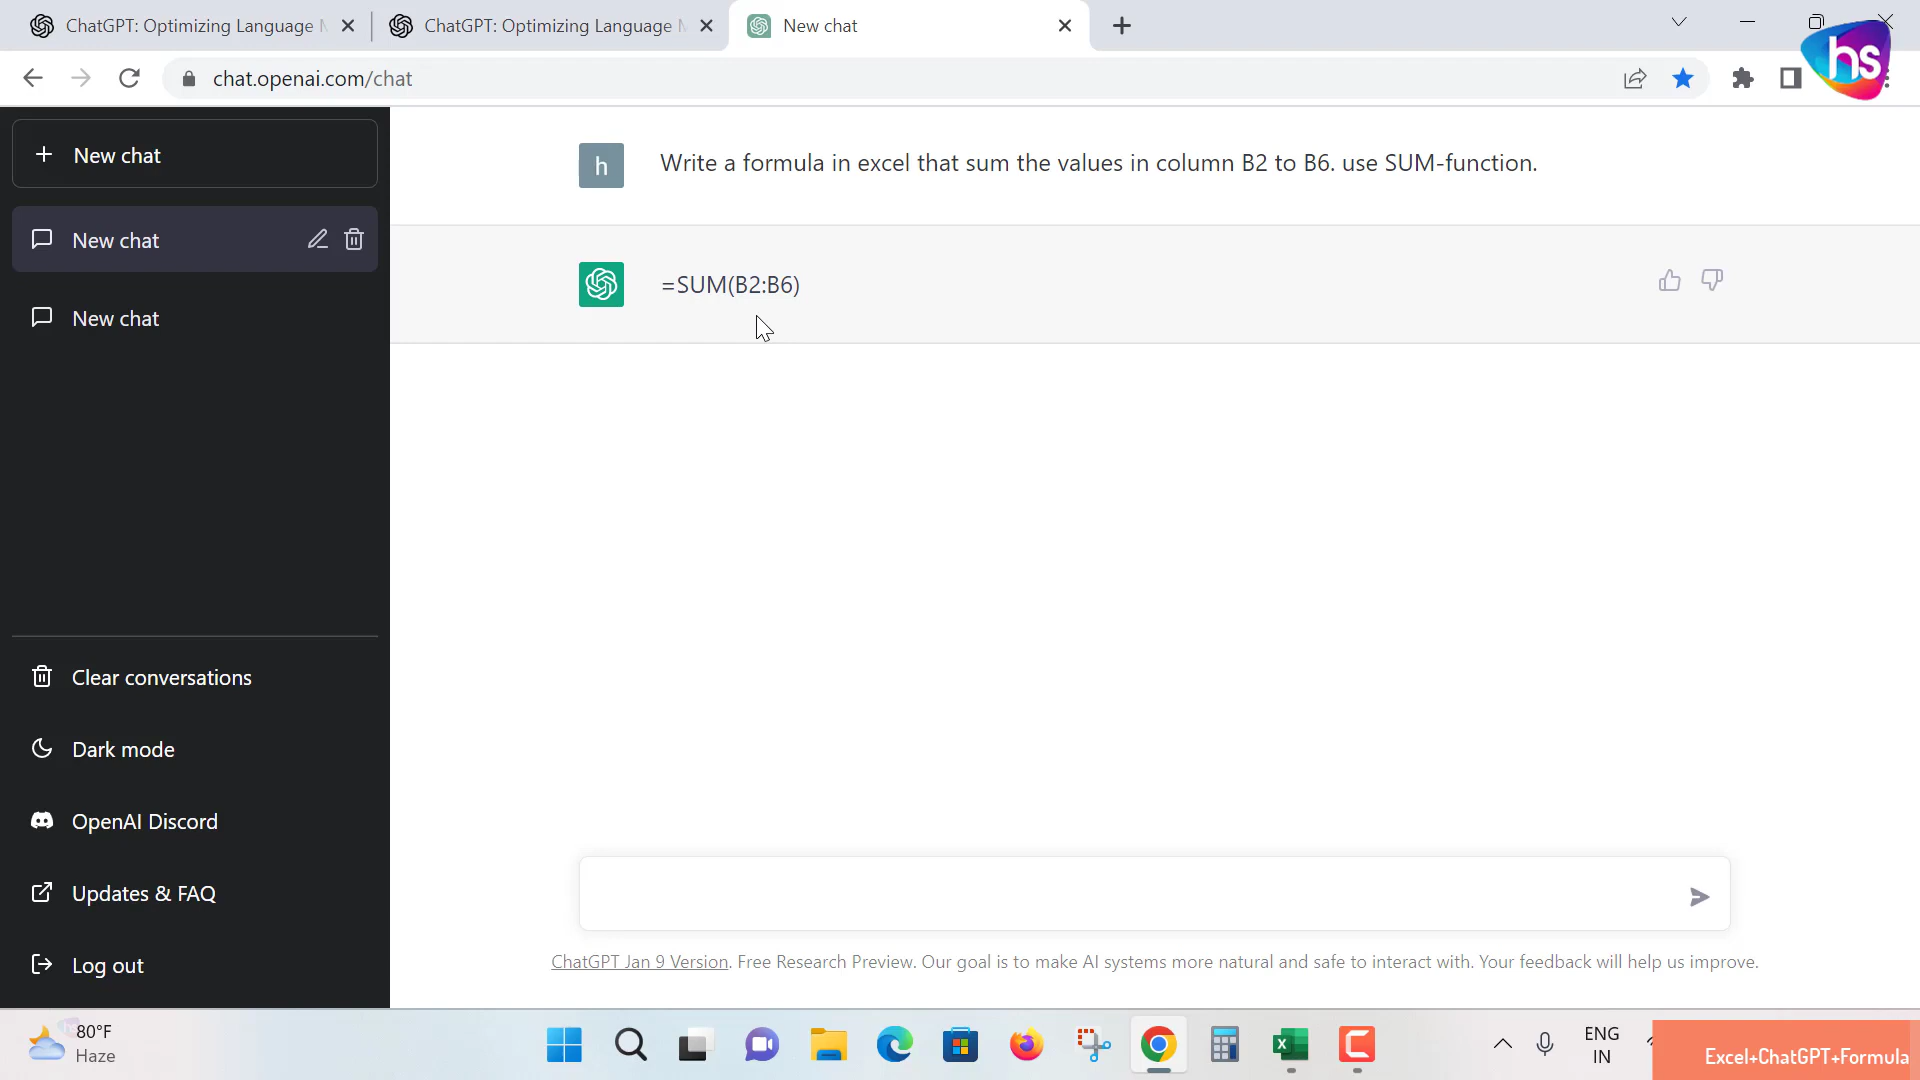 ChatGPT: Optimizing Language
ChatGPT: Optimizing Language
New chat
hs
chat.openai.com/chat
New chat
New chat
New chat
Clear conversations
Dark mode
OpenAI Discord
Updates & FAQ
Log out
h
Write a formula in excel that sum the values in column B2 to B6. use SUM-function.
=SUM(B2:B6)
ChatGPT Jan 9 Version. Free Research Preview. Our goal is to make AI systems more natural and safe to interact with. Your feedback will help us improve.
80°F
Haze
ENG
IN
Excel+ChatGPT+Formula